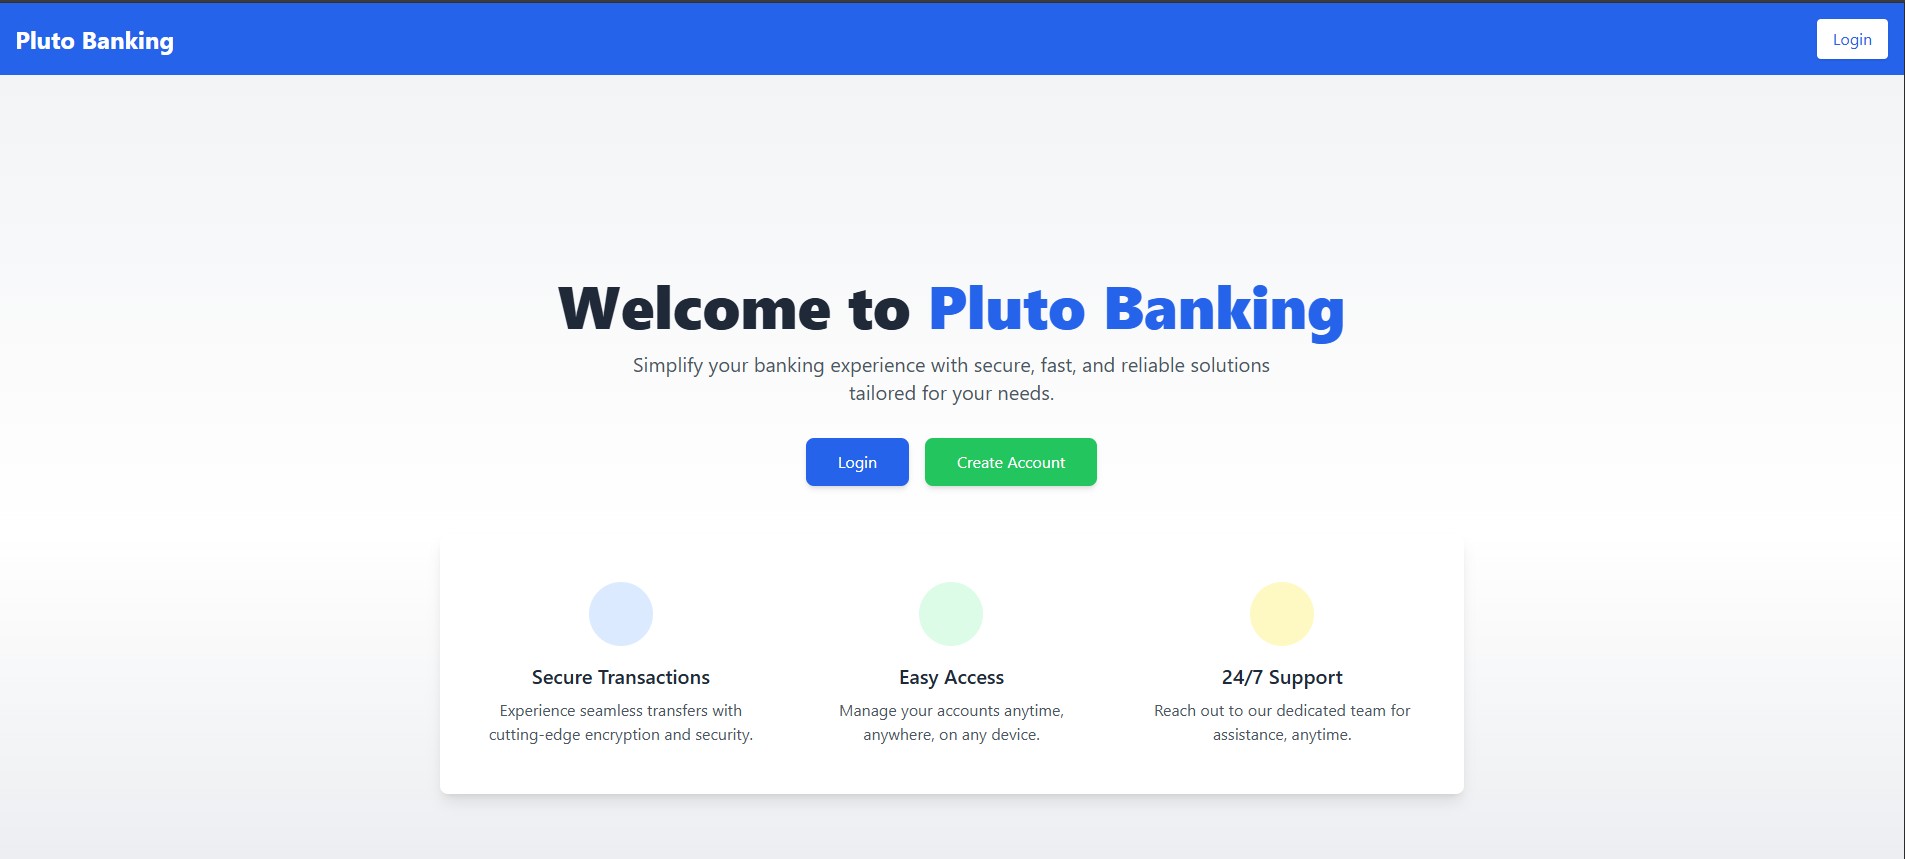 Pluto Banking
Login
Welcome to Pluto Banking
Simplify your banking experience with secure, fast, and reliable solutions
tailored for your needs.
Login
Create Account
Secure Transactions
Experience seamless transfers with
cutting-edge encryption and security.
Easy Access
Manage your accounts anytime,
anywhere, on any device.
24/7 Support
Reach out to our dedicated team for
assistance, anytime.